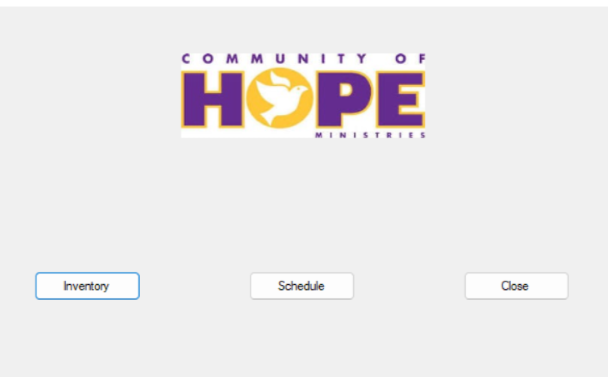 COMMUNITY OF
HOPE
MINISTRIES
Inventory Schedule Close